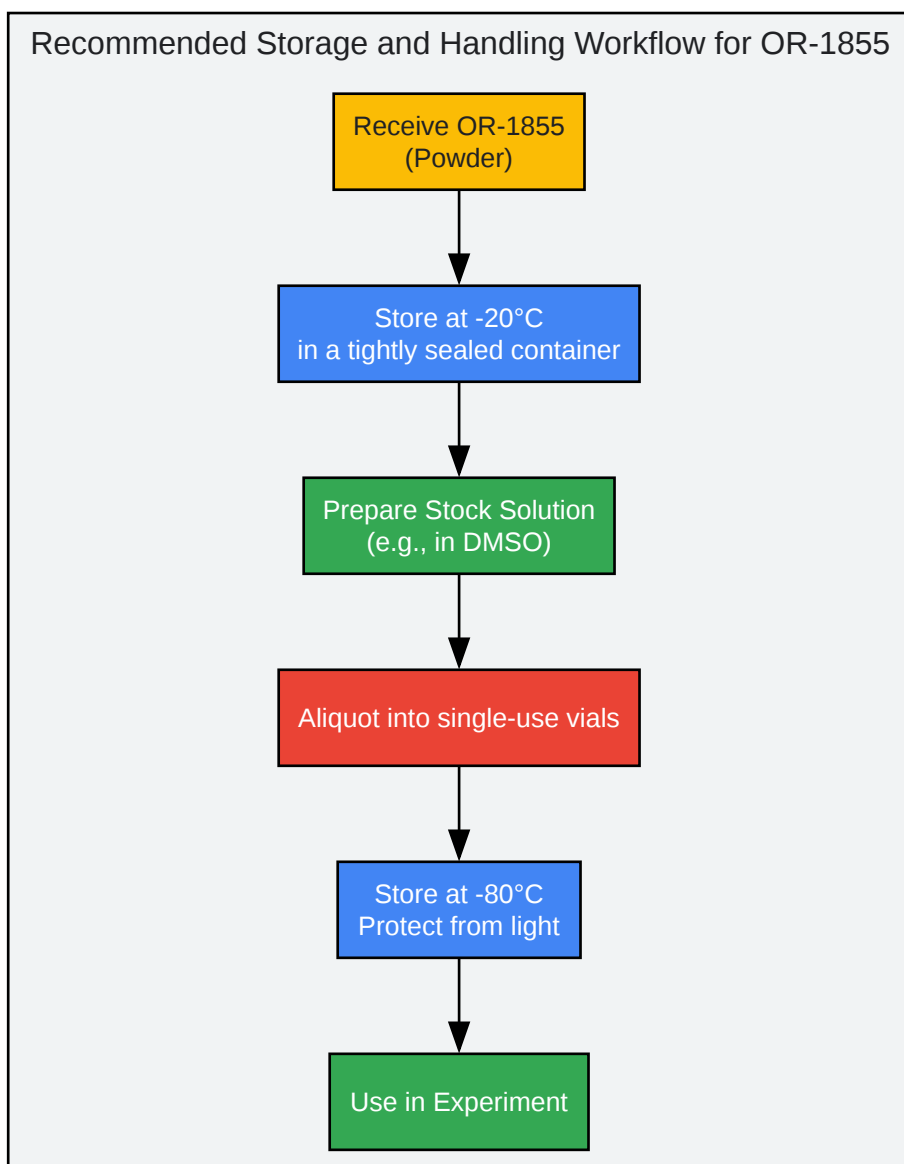 Recommended Storage and Handling Workflow for OR-1855
Receive OR-1855
(Powder)
Store at -20°C
in a tightly sealed container
Prepare Stock Solution
(e.g., in DMSO)
Aliquot into single-use vials
Store at -80°C
Protect from light
Use in Experiment